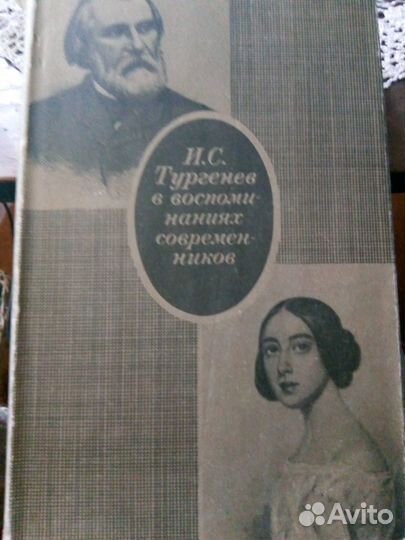 И.С.
Тургенев
в воспоми-
наниях
современ-
ников
Avito